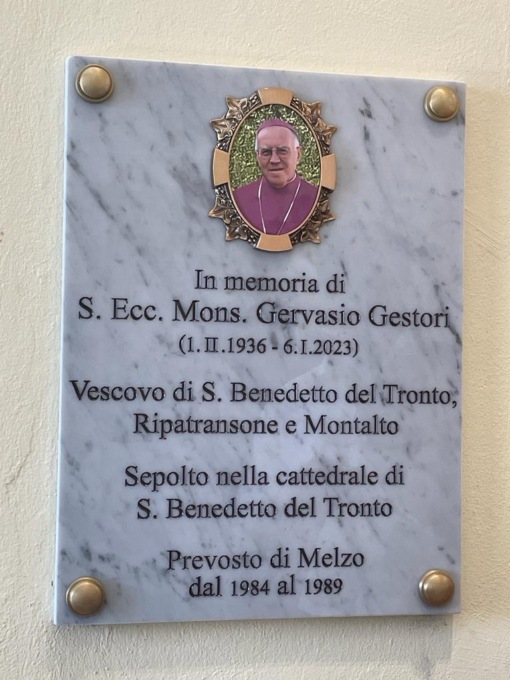 In memoria di
S. Ecc. Mons. Gervasio Gestori
(1.II.1936 - 6.I.2023)
Vescovo di S. Benedetto del Tronto,
Ripatransone e Montalto
Sepolto nella cattedrale di
S. Benedetto del Tronto
Prevosto di Melzo
dal 1984 al 1989